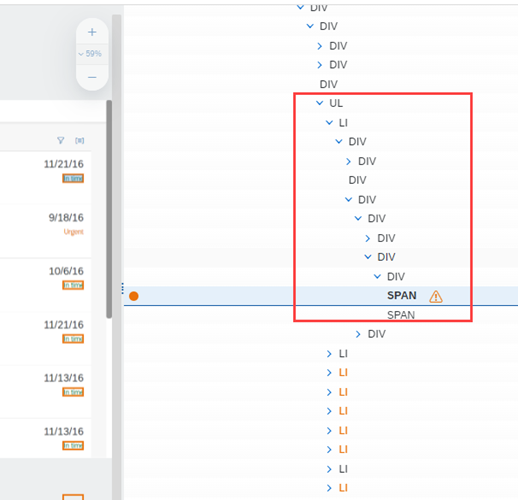 +
59%
−
11/21/16
In time
9/18/16
Urgent
10/6/16
In time
11/21/16
In time
11/13/16
In time
11/13/16
In time
DIV
DIV
DIV
DIV
DIV
UL
LI
DIV
DIV
DIV
DIV
DIV
DIV
DIV
DIV
SPAN
SPAN
DIV
LI
LI
LI
LI
LI
LI
LI
LI